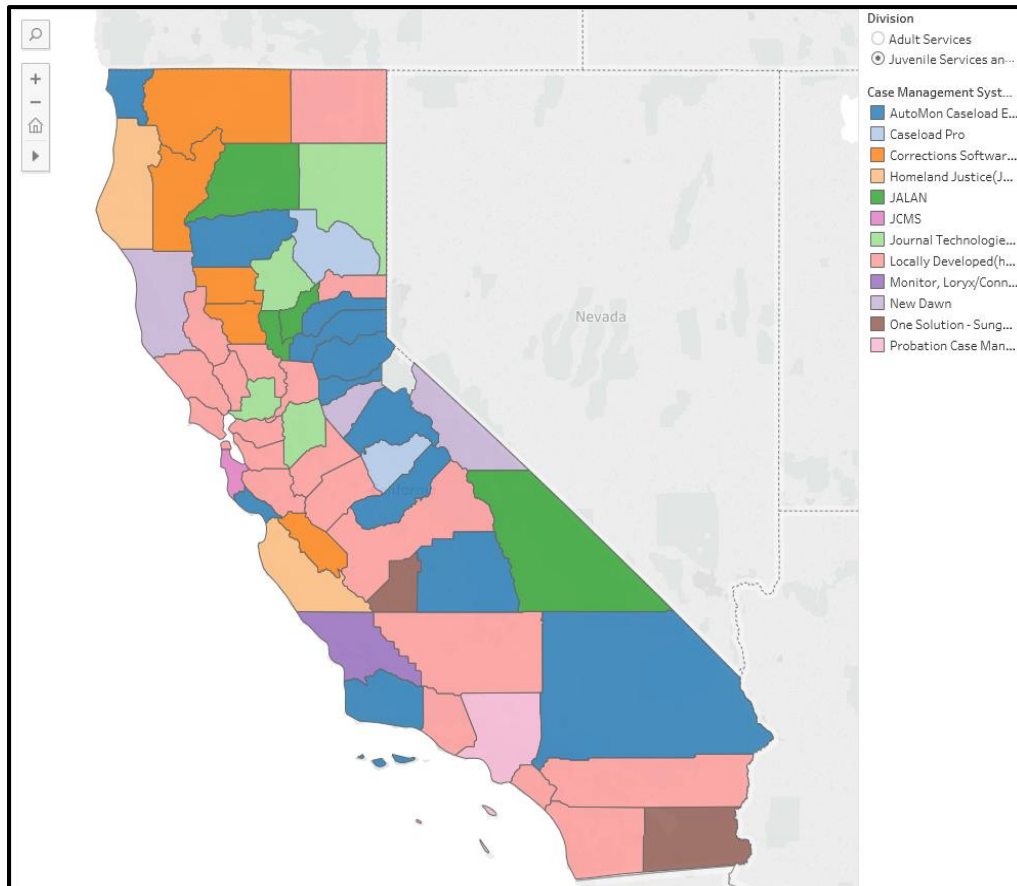 Division
Adult Services
Juvenile Services an...
Case Management Syst...
AutoMon Caseload E...
Caseload Pro
Corrections Softwar...
Homeland Justice(J...
JALAN
JCMS
Journal Technologie...
Locally Developed(h...
Monitor, Loryx/Conn...
New Dawn
One Solution - Sung...
Probation Case Man...
Nevada